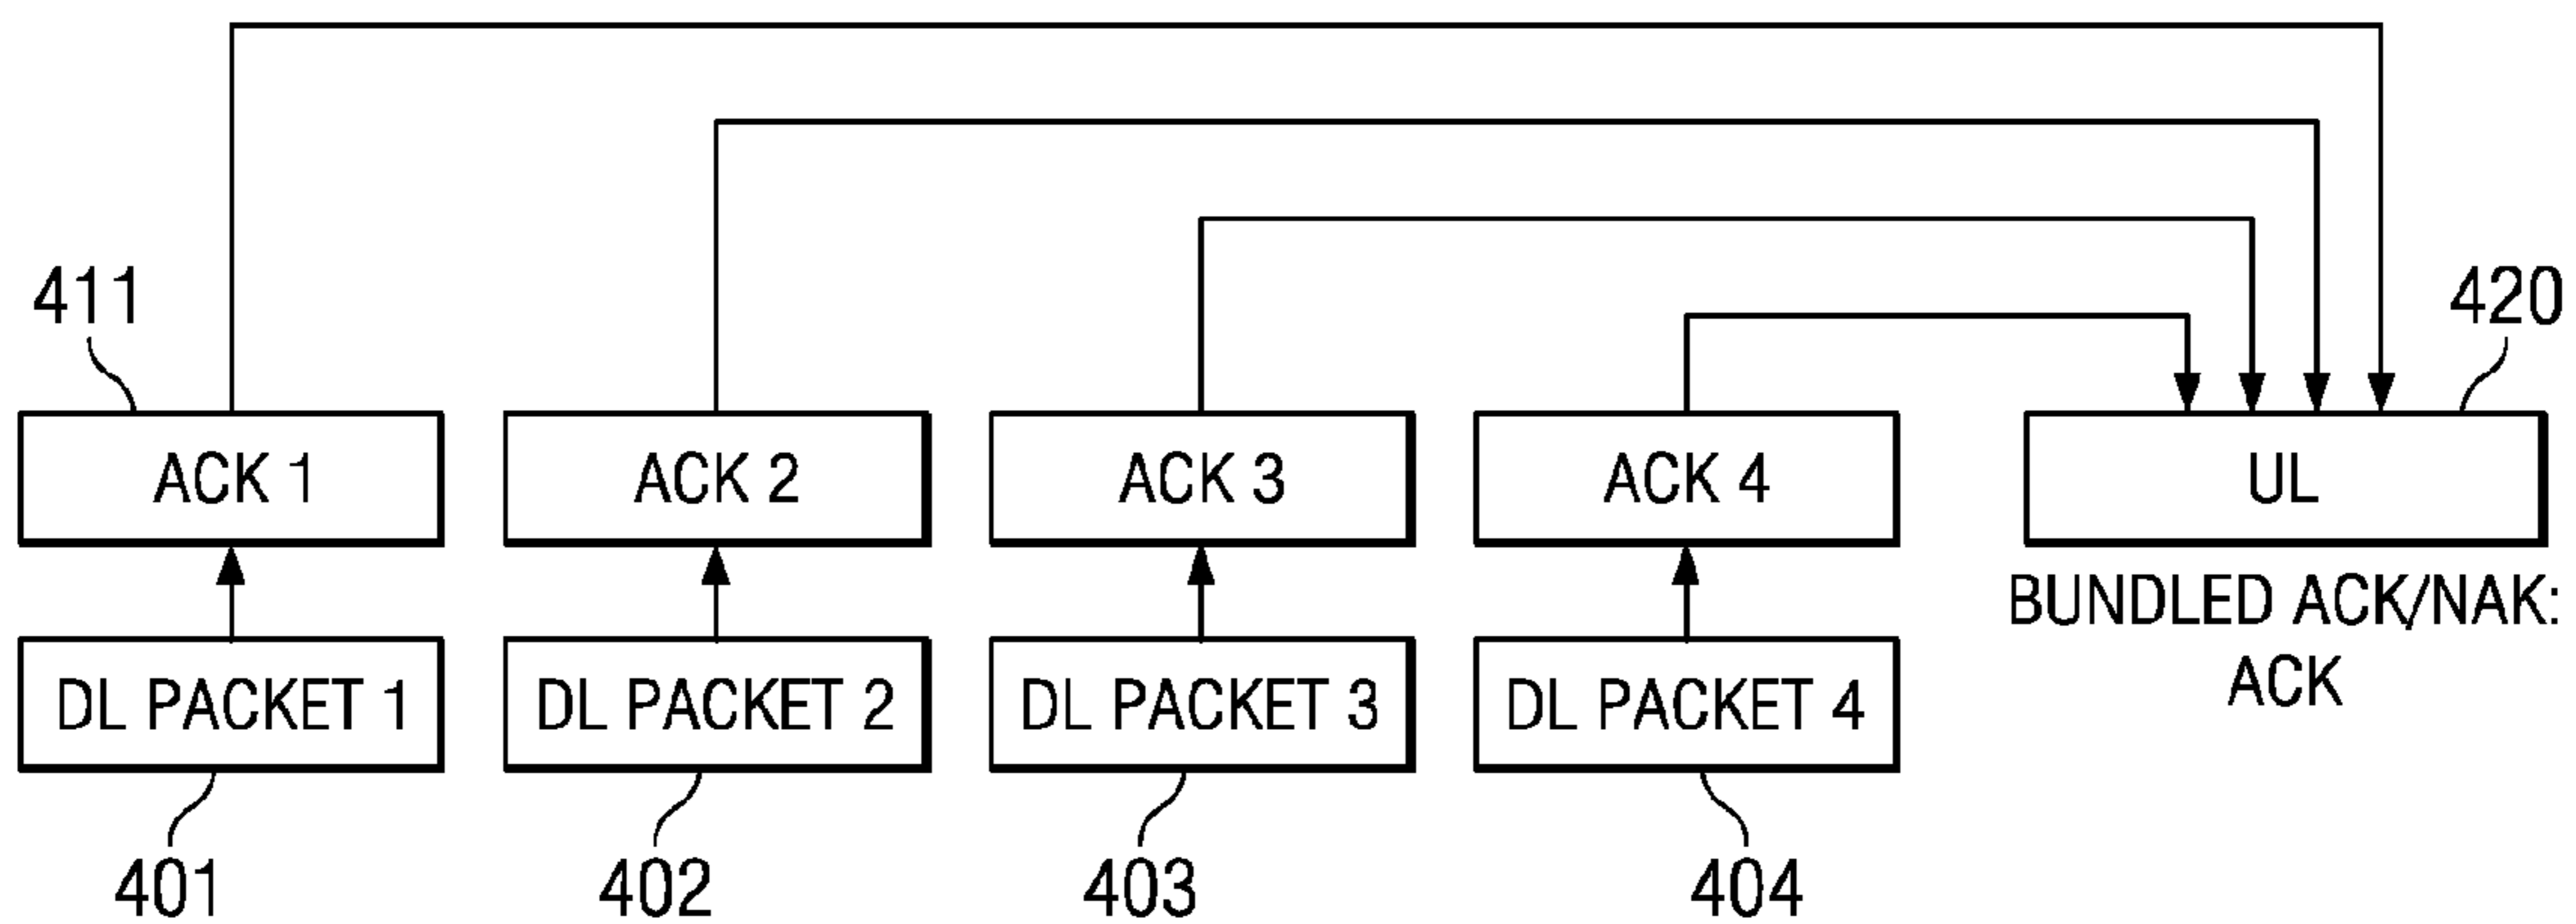 411
420
ACK 1
ACK 2
ACK 3
ACK 4
UL
BUNDLED ACK/NAK:
ACK
DL PACKET 1
DL PACKET 2
DL PACKET 3
DL PACKET 4
401
402
403
404